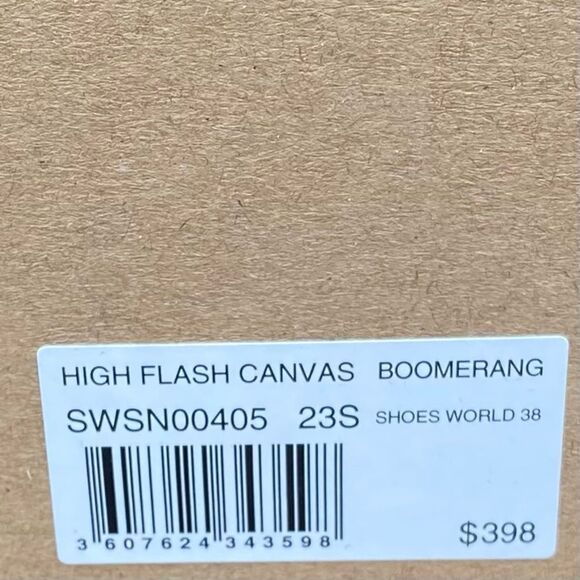 HIGH FLASH CANVAS BOOMERANG
SWSN00405 23S SHOES WORLD 38
3 607624 343598
$398